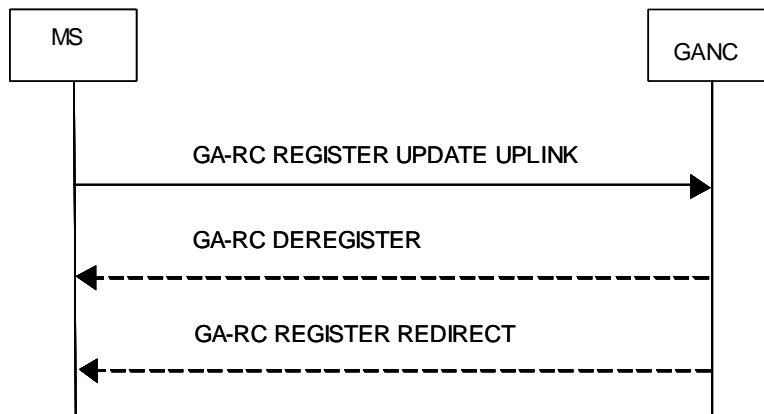 MS
GANC
GA-RC REGISTER UPDATE UPLINK
GA-RC DEREGISTER
GA-RC REGISTER REDIRECT